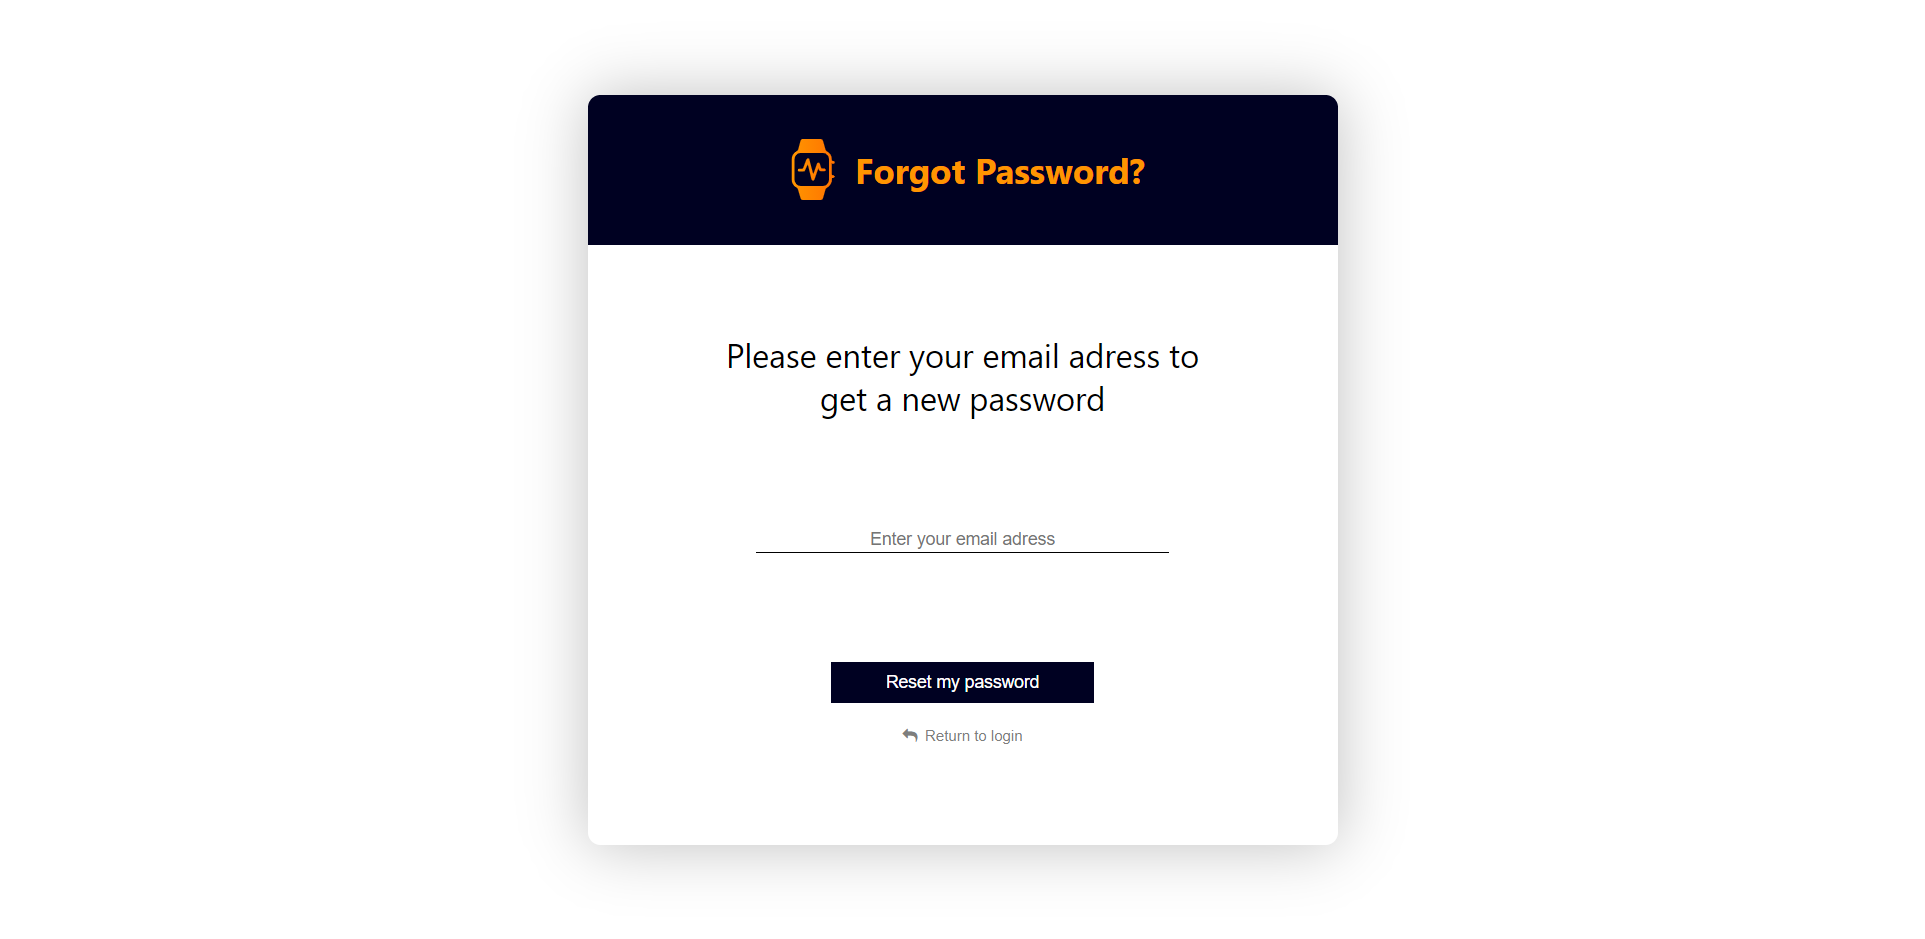 Forgot Password?
Please enter your email adress to
get a new password
Enter your email adress
Reset my password
Return to login